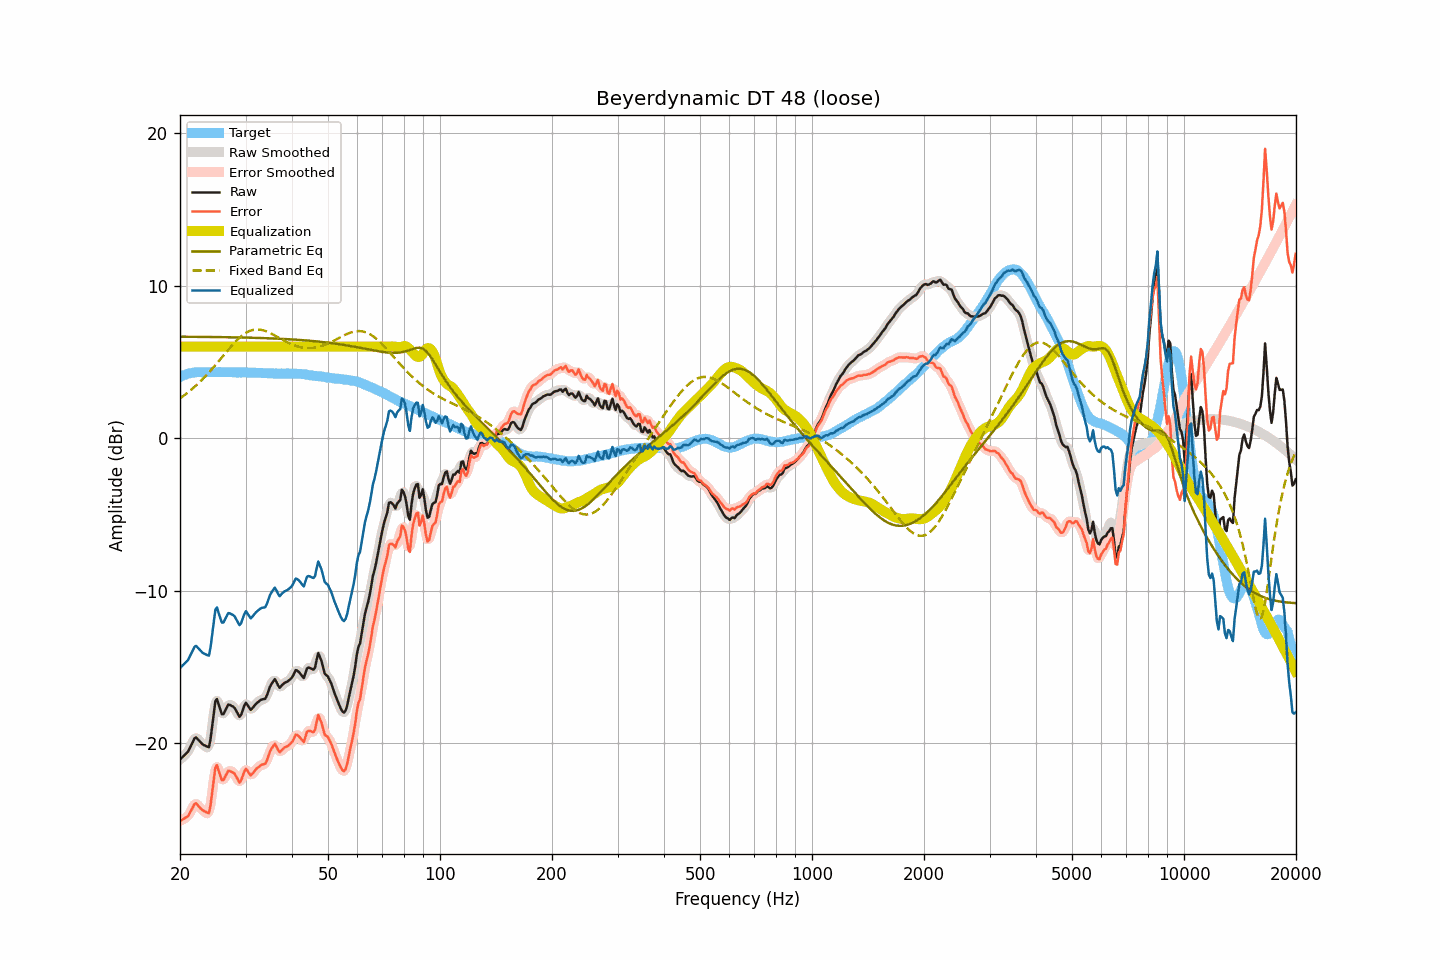 Beyerdynamic DT 48 (loose)
Target
Raw Smoothed
Error Smoothed
Raw
Error
Equalization
Parametric Eq
Fixed Band Eq
Equalized
20
10
0
−10
−20
Amplitude (dBr)
20 50 100 200 500 1000 2000 5000 10000 20000
Frequency (Hz)